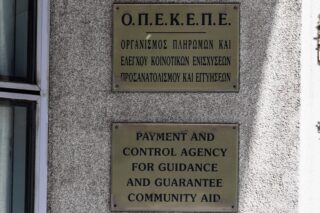 Ο.Π.Ε.Κ.Ε.Π.Ε.
ΟΡΓΑΝΙΣΜΟΣ ΠΛΗΡΩΜΩΝ ΚΑΙ
ΕΛΕΓΧΟΥ ΚΟΙΝΟΤΙΚΩΝ ΕΝΙΣΧΥΣΕΩΝ
ΠΡΟΣΑΝΑΤΟΛΙΣΜΟΥ ΚΑΙ ΕΓΓΥΗΣΕΩΝ
PAYMENT AND
CONTROL AGENCY
FOR GUIDANCE
AND GUARANTEE
COMMUNITY AID